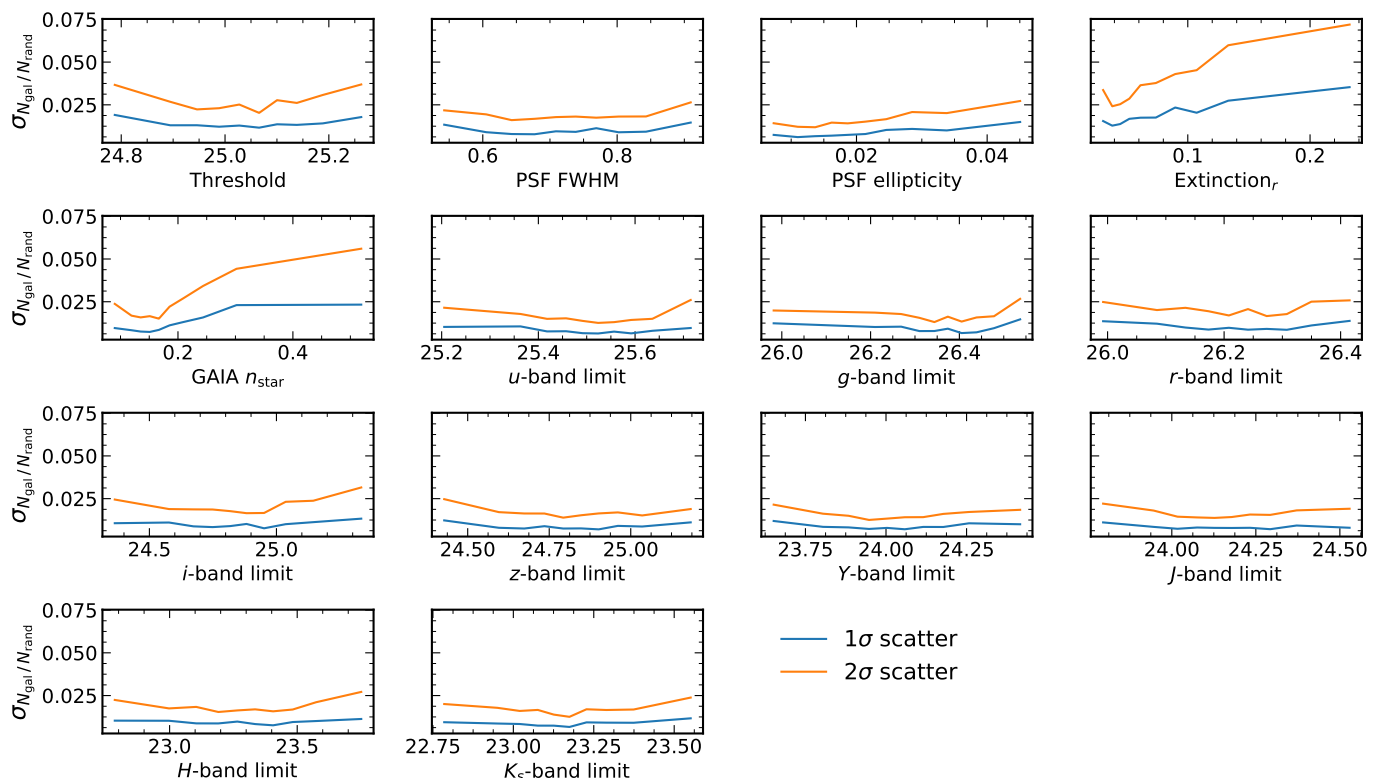 0.075
0.050
0.025
σ_{N_gal / N_rand}
24.8 25.0 25.2
Threshold
0.6 0.8
PSF FWHM
0.02 0.04
PSF ellipticity
0.1 0.2
Extinction_r
0.075
0.050
0.025
σ_{N_gal / N_rand}
0.2 0.4
GAIA n_star
25.2 25.4 25.6
u-band limit
26.0 26.2 26.4
g-band limit
26.0 26.2 26.4
r-band limit
0.075
0.050
0.025
σ_{N_gal / N_rand}
24.5 25.0
i-band limit
24.50 24.75 25.00
z-band limit
23.75 24.00 24.25
Y-band limit
24.00 24.25 24.50
J-band limit
0.075
0.050
0.025
σ_{N_gal / N_rand}
23.0 23.5
H-band limit
22.75 23.00 23.25 23.50
K_s-band limit
1σ scatter
2σ scatter